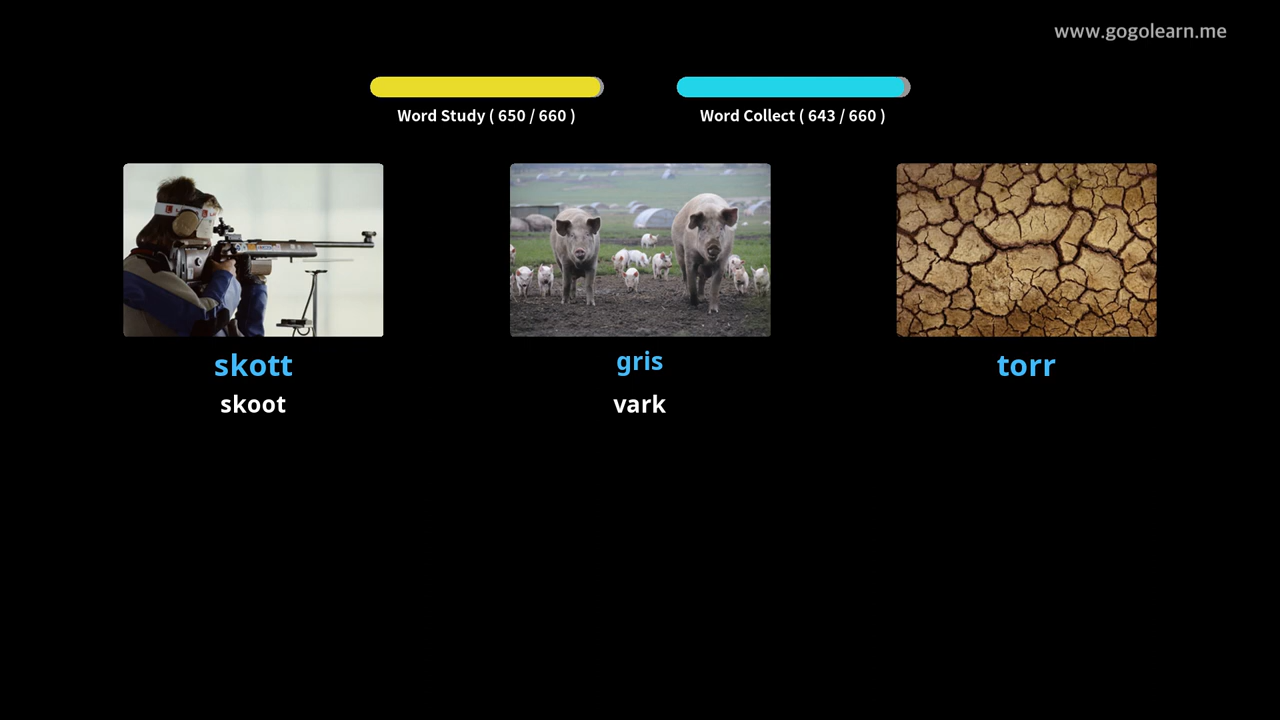 www.gogolearn.me
Word Study ( 650 / 660 )
Word Collect ( 643 / 660 )
skott
gris
torr
skoot
vark